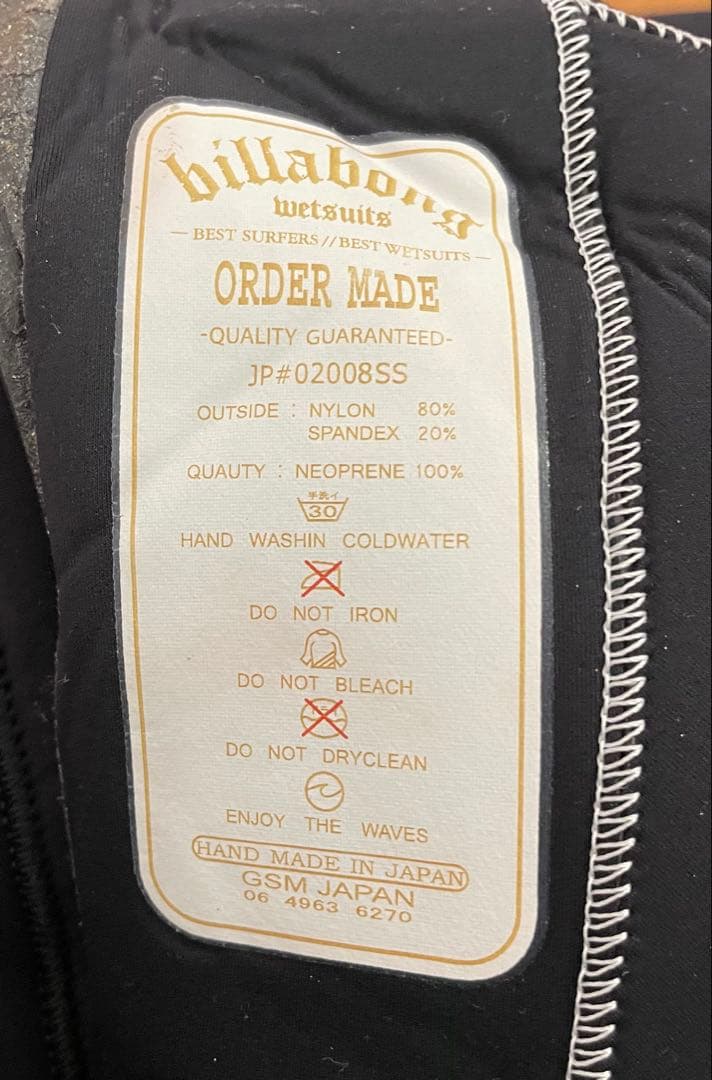 billabong
wetsuits
— BEST SURFERS // BEST WETSUITS —
ORDER MADE
-QUALITY GUARANTEED-
JP#02008SS
OUTSIDE : NYLON 80%
SPANDEX 20%
QUAUTY : NEOPRENE 100%
手洗イ
30
HAND WASHIN COLDWATER
DO NOT IRON
DO NOT BLEACH
DO NOT DRYCLEAN
ENJOY THE WAVES
HAND MADE IN JAPAN
GSM JAPAN
06 4963 6270